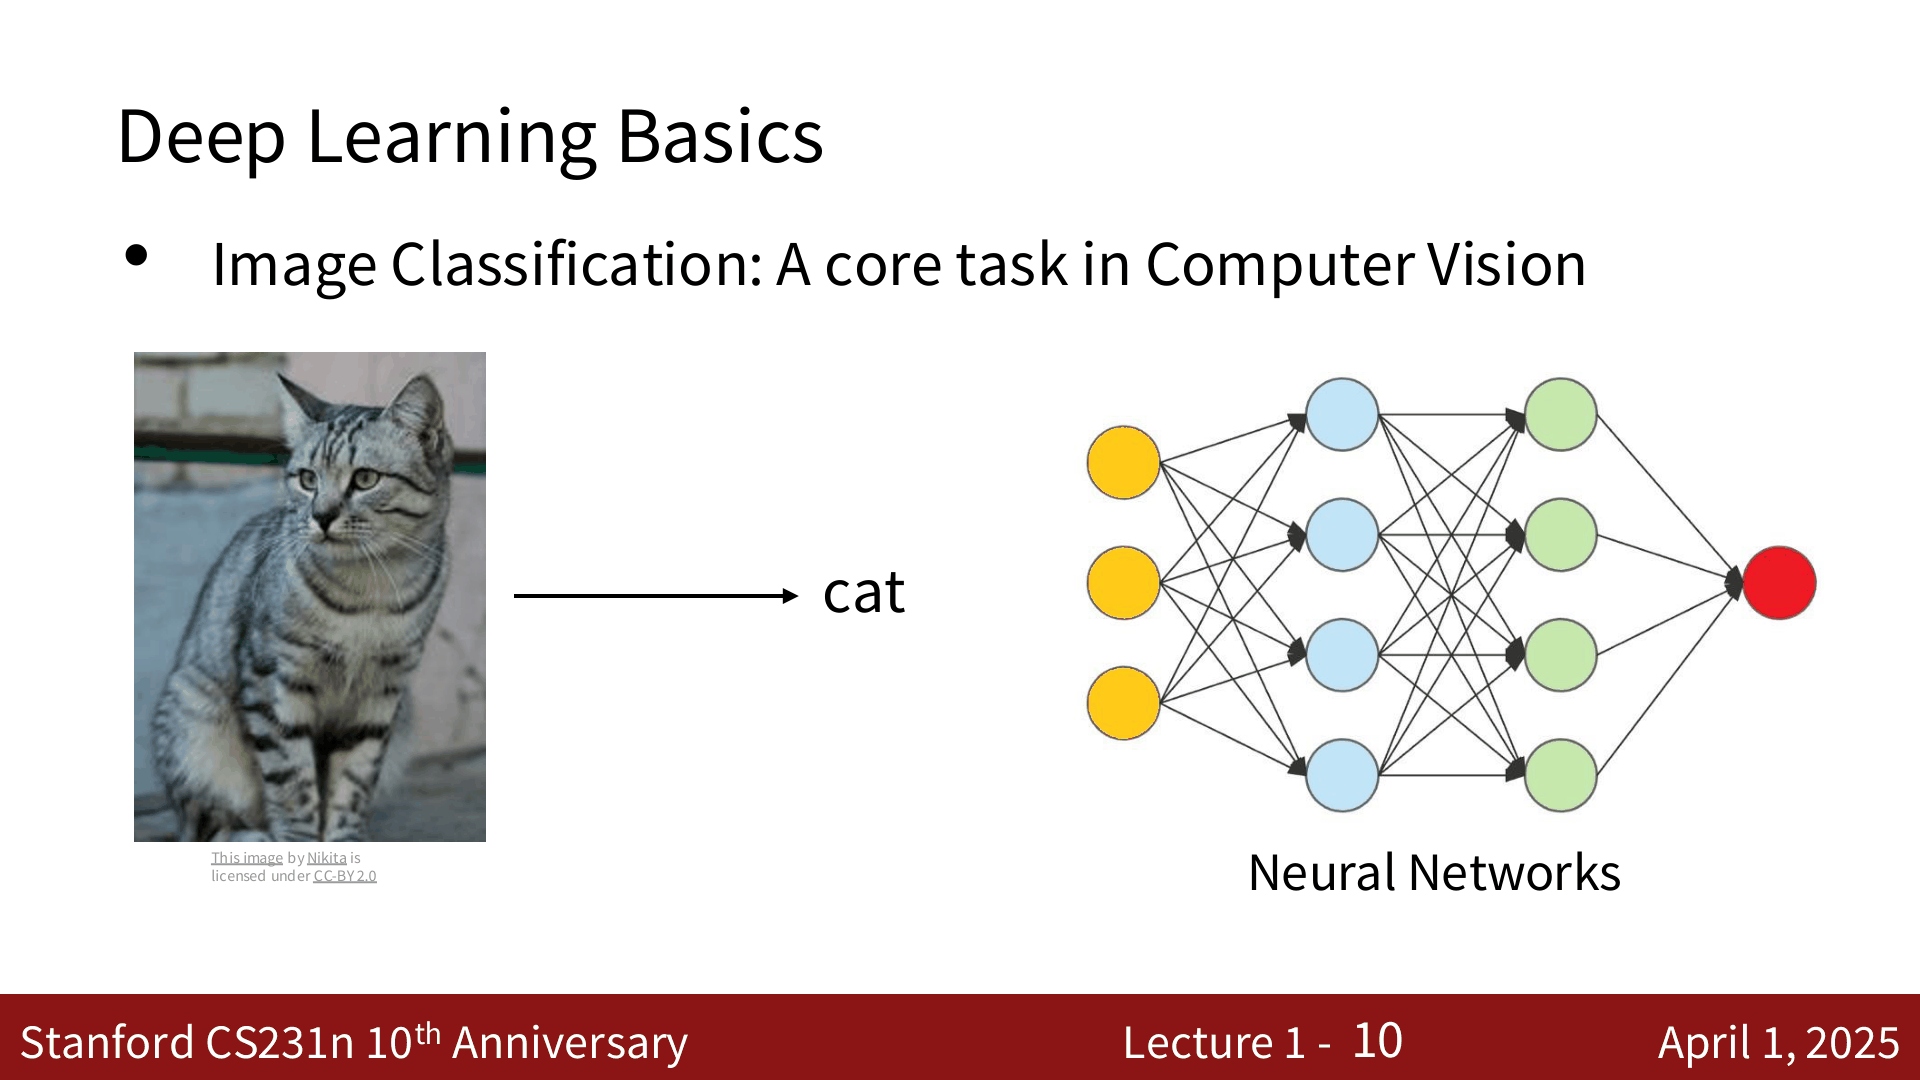 Deep Learning Basics
• Image Classification: A core task in Computer Vision
cat
This image by Nikita is
licensed under CC-BY 2.0
Neural Networks
Stanford CS231n 10th Anniversary
Lecture 1 - 10
April 1, 2025